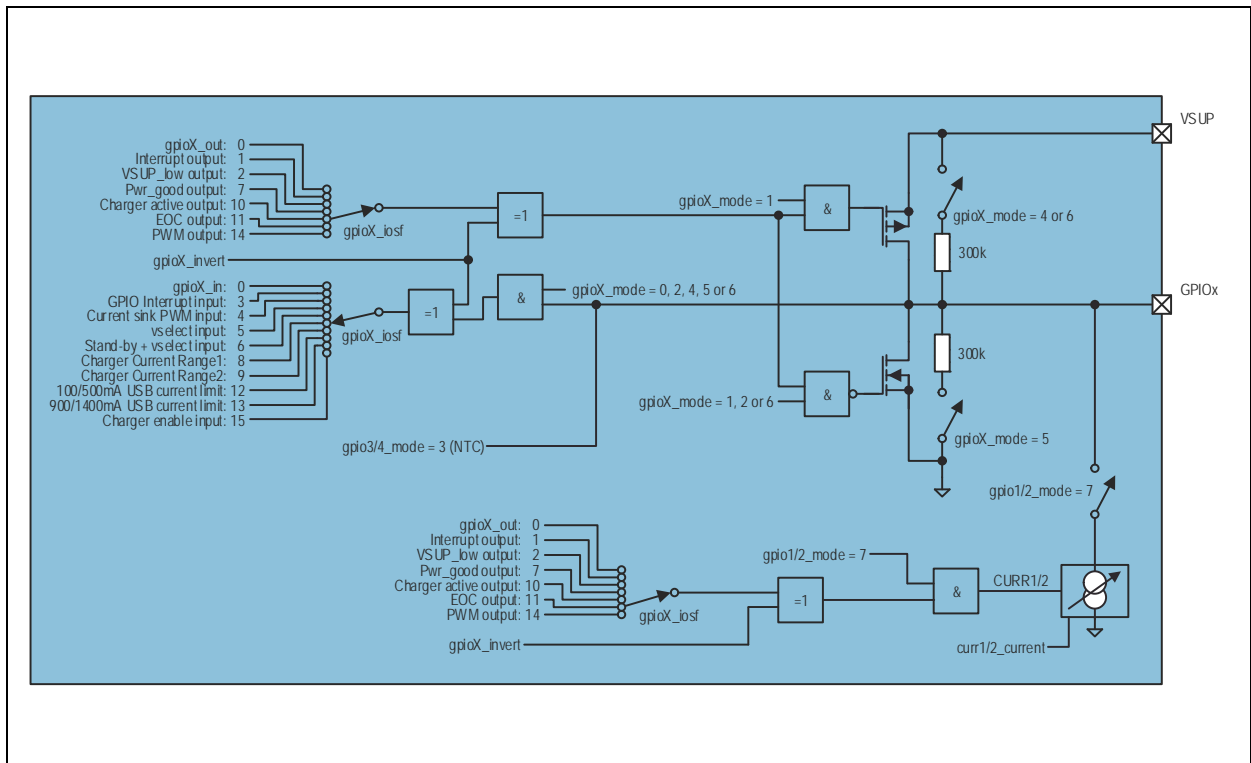 VSUP
gpioX_out: 0
Interrupt output: 1
VSUP_low output: 2
Pwr_good output: 7
Charger active output: 10
EOC output: 11
PWM output: 14
gpioX_iosf
gpioX_invert
=1
gpioX_mode = 1
&
gpioX_mode = 4 or 6
300k
gpioX_in: 0
GPIO Interrupt input: 3
Current sink PWM input: 4
vselect input: 5
Stand-by + vselect input: 6
Charger Current Range1: 8
Charger Current Range2: 9
100/500mA USB current limit: 12
900/1400mA USB current limit: 13
Charger enable input: 15
gpioX_iosf
=1
&
gpioX_mode = 0, 2, 4, 5 or 6
GPIOx
300k
gpioX_mode = 1, 2 or 6
&
gpioX_mode = 5
gpio3/4_mode = 3 (NTC)
gpio1/2_mode = 7
gpioX_out: 0
Interrupt output: 1
VSUP_low output: 2
Pwr_good output: 7
Charger active output: 10
EOC output: 11
PWM output: 14
gpioX_iosf
gpioX_invert
gpio1/2_mode = 7
=1
&
CURR1/2
curr1/2_current